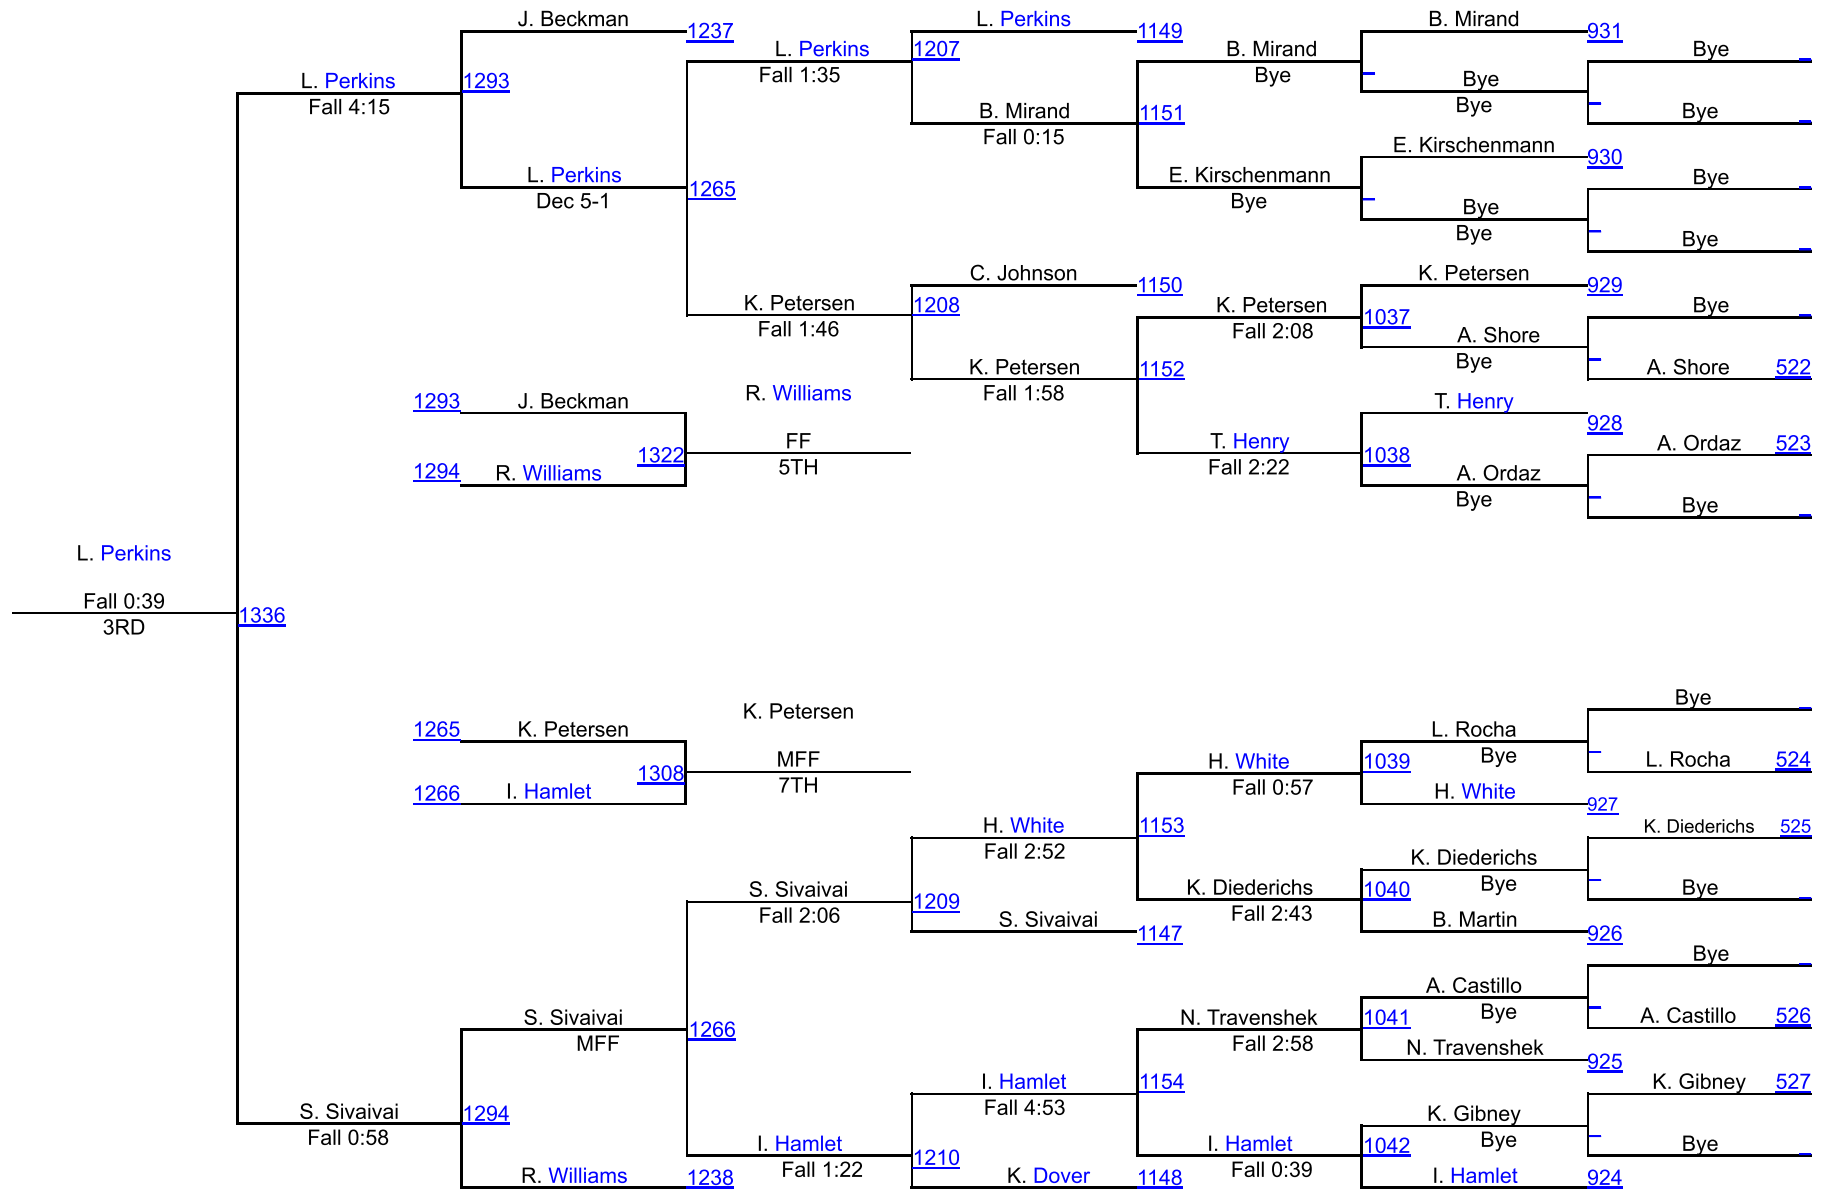 J. Beckman
L. Perkins
B. Mirand
1237
1149
931
L. Perkins
1207
B. Mirand
Bye
L. Perkins
1293
Fall 1:35
Bye
Bye
Fall 4:15
B. Mirand
1151
Bye
Bye
Fall 0:15
E. Kirschenmann
930
L. Perkins
1265
E. Kirschenmann
Bye
Dec 5-1
Bye
Bye
Bye
Bye
C. Johnson
1150
K. Petersen
929
K. Petersen
1208
K. Petersen
1037
Bye
Fall 1:46
Fall 2:08
A. Shore
K. Petersen
1152
Bye
A. Shore
522
R. Williams
Fall 1:58
1293
J. Beckman
T. Henry
928
1322
FF
T. Henry
1038
A. Ordaz
523
1294
R. Williams
5TH
Fall 2:22
A. Ordaz
Bye
Bye
L. Perkins
Fall 0:39
1336
3RD
Bye
K. Petersen
1265
K. Petersen
L. Rocha
1308
MFF
H. White
1039
Bye
L. Rocha
524
1266
I. Hamlet
7TH
Fall 0:57
H. White
927
H. White
1153
K. Diederichs
525
Fall 2:52
K. Diederichs
S. Sivaivai
1209
K. Diederichs
1040
Bye
Bye
Fall 2:06
Fall 2:43
S. Sivaivai
1147
B. Martin
926
Bye
A. Castillo
S. Sivaivai
1266
N. Travenshek
1041
Bye
A. Castillo
526
MFF
Fall 2:58
N. Travenshek
925
I. Hamlet
1154
K. Gibney
527
S. Sivaivai
1294
Fall 4:53
K. Gibney
Fall 0:58
I. Hamlet
1210
I. Hamlet
1042
Bye
Bye
Fall 1:22
Fall 0:39
R. Williams
1238
K. Dover
1148
I. Hamlet
924